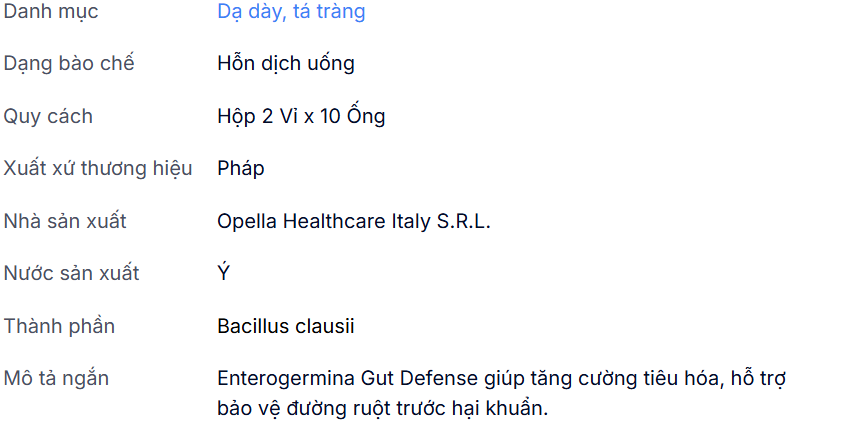 Danh mục Dạ dày, tá tràng
Dạng bào chế Hỗn dịch uống
Quy cách Hộp 2 Vỉ x 10 Ống
Xuất xứ thương hiệu Pháp
Nhà sản xuất Opella Healthcare Italy S.R.L.
Nước sản xuất Ý
Thành phần Bacillus clausii
Mô tả ngắn Enterogermina Gut Defense giúp tăng cường tiêu hóa, hỗ trợ
bảo vệ đường ruột trước hại khuẩn.